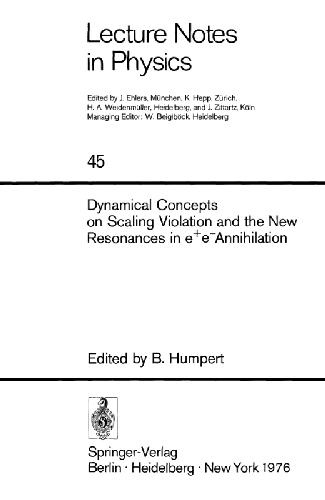 Lecture Notes
in Physics
Edited by J. Ehlers, München, K. Hepp, Zürich,
H. A. Weidenmüller, Heidelberg, and J. Zittartz, Köln
Managing Editor: W. Beiglböck, Heidelberg
45
Dynamical Concepts
on Scaling Violation and the New
Resonances in e⁺e⁻Annihilation
Edited by B. Humpert
Springer-Verlag
Berlin · Heidelberg · New York 1976